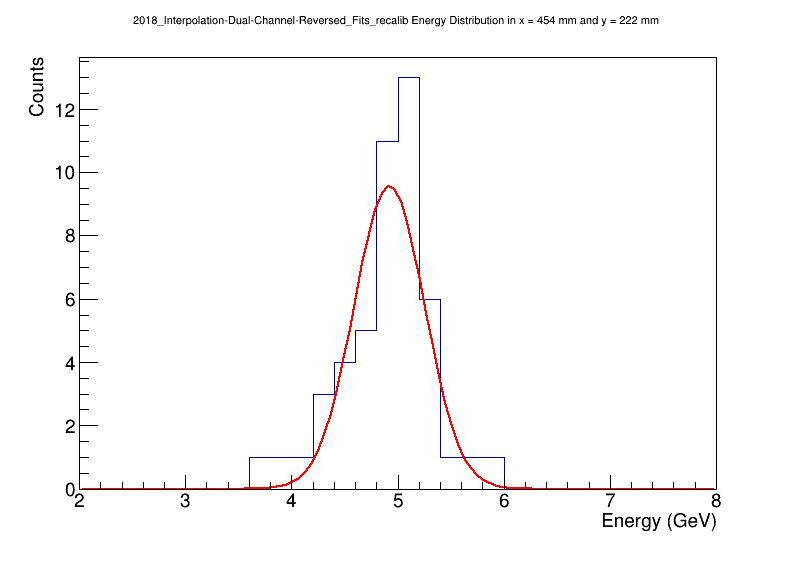 2018_Interpolation-Dual-Channel-Reversed_Fits_recalib Energy Distribution in x = 454 mm and y = 222 mm
Counts
12
10
8
6
4
2
0
2 3 4 5 6 7 8
Energy (GeV)